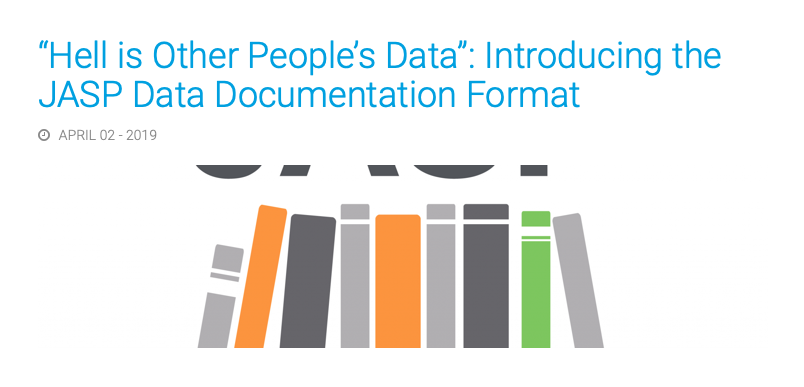 “Hell is Other People’s Data”: Introducing the
JASP Data Documentation Format
APRIL 02 - 2019